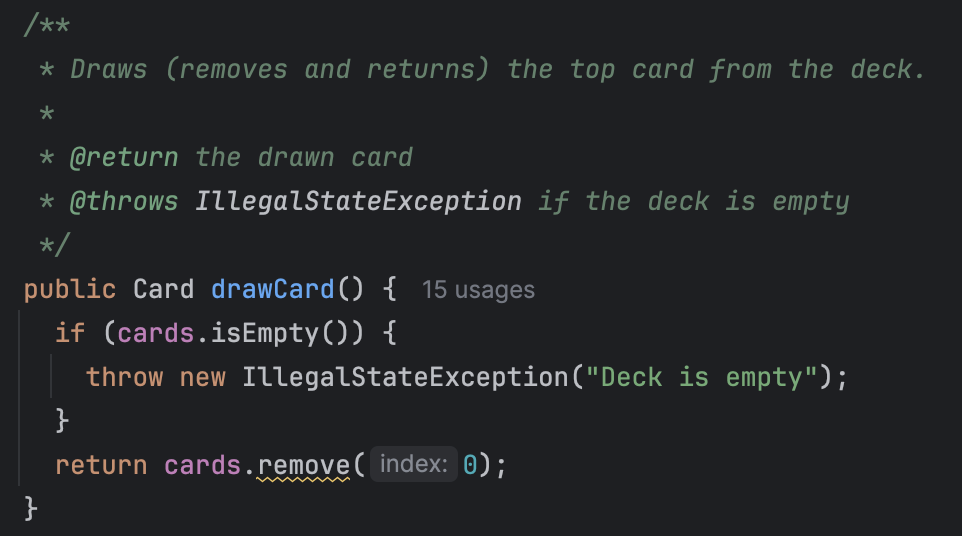 /**
 * Draws (removes and returns) the top card from the deck.
 *
 * @return the drawn card
 * @throws IllegalStateException if the deck is empty
 */
public Card drawCard() {  15 usages
  if (cards.isEmpty()) {
    throw new IllegalStateException("Deck is empty");
  }
  return cards.remove( index: 0);
}